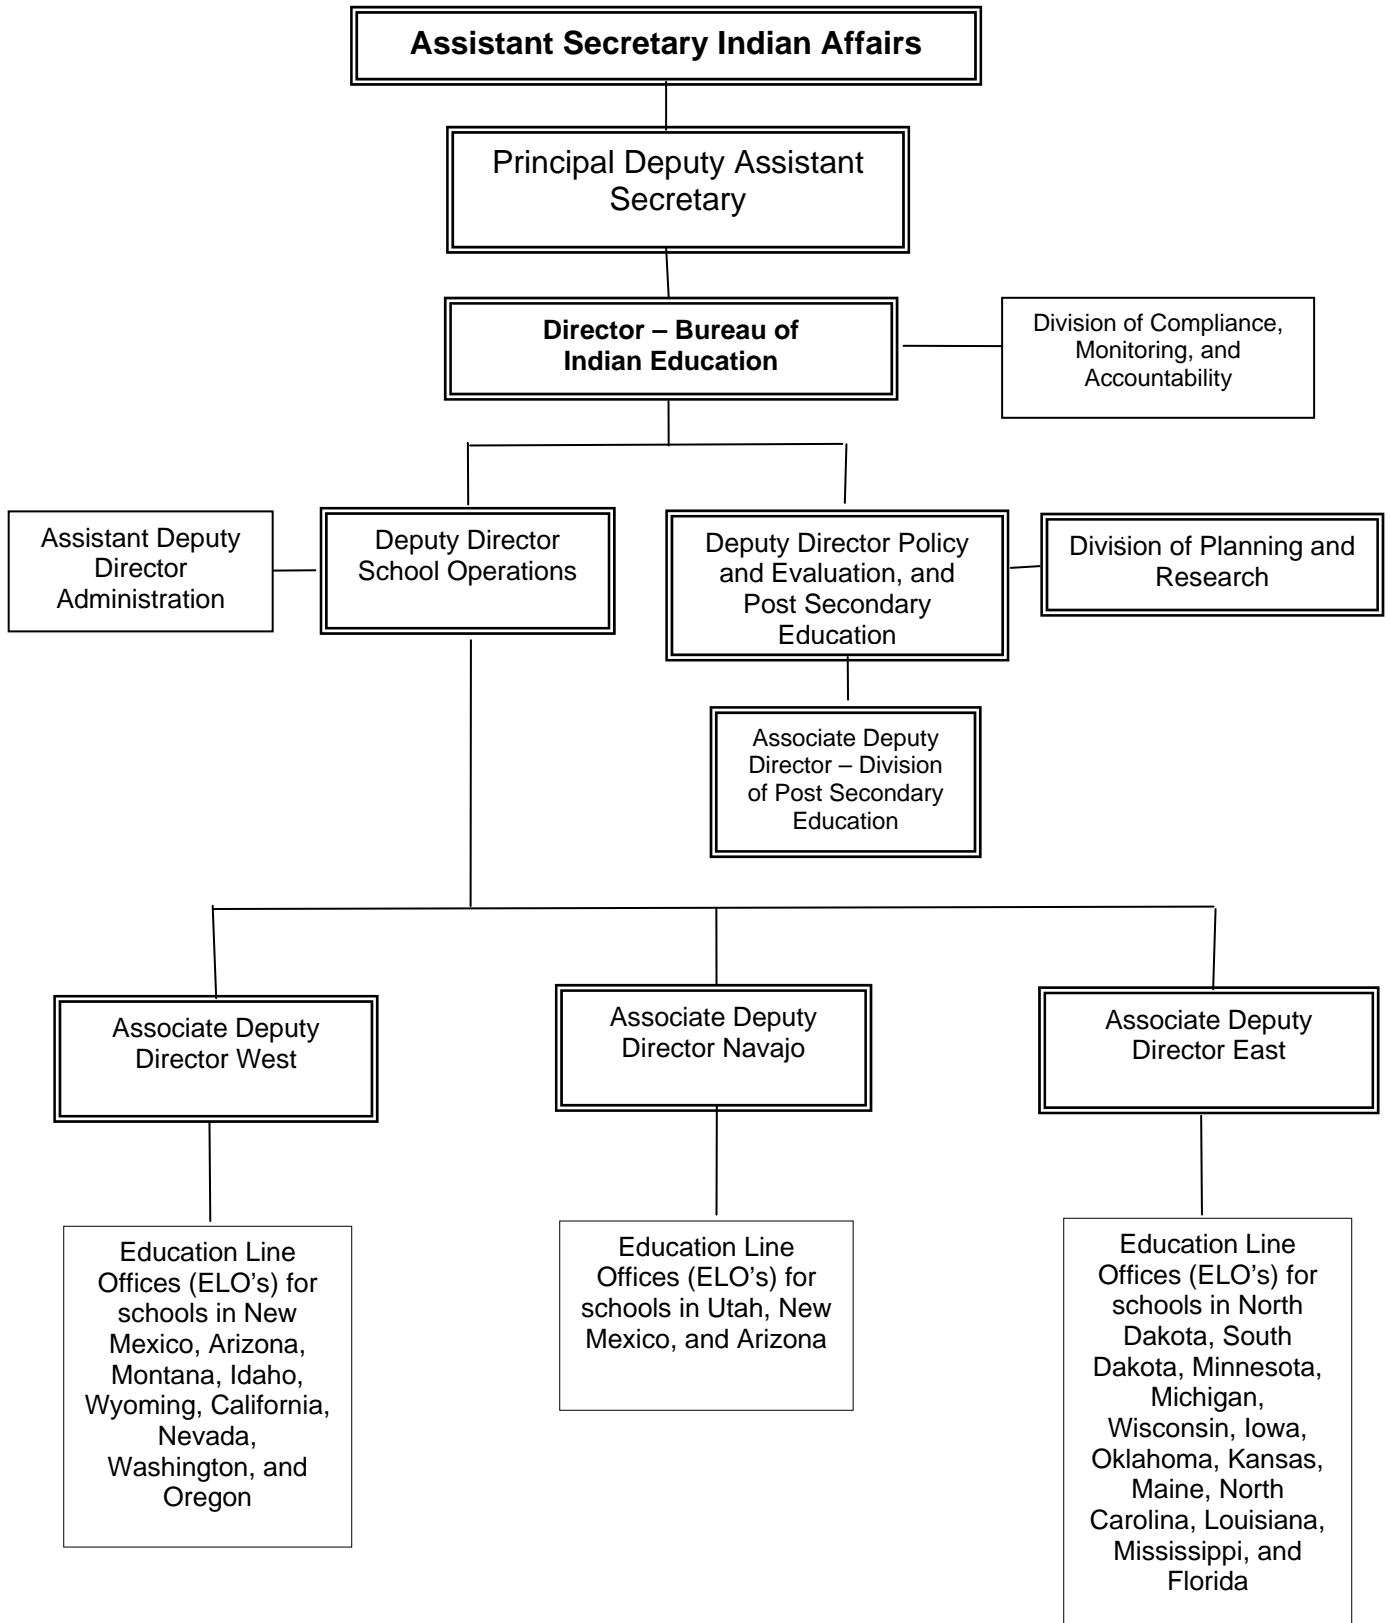 Assistant Secretary Indian Affairs
Principal Deputy Assistant
Secretary
Director – Bureau of
Indian Education
Division of Compliance,
Monitoring, and
Accountability
Assistant Deputy
Director
Administration
Deputy Director
School Operations
Deputy Director Policy
and Evaluation, and
Post Secondary
Education
Division of Planning and
Research
Associate Deputy
Director – Division
of Post Secondary
Education
Associate Deputy
Director West
Associate Deputy
Director Navajo
Associate Deputy
Director East
Education Line
Offices (ELO’s) for
schools in New
Mexico, Arizona,
Montana, Idaho,
Wyoming, California,
Nevada,
Washington, and
Oregon
Education Line
Offices (ELO’s) for
schools in Utah, New
Mexico, and Arizona
Education Line
Offices (ELO’s) for
schools in North
Dakota, South
Dakota, Minnesota,
Michigan,
Wisconsin, Iowa,
Oklahoma, Kansas,
Maine, North
Carolina, Louisiana,
Mississippi, and
Florida